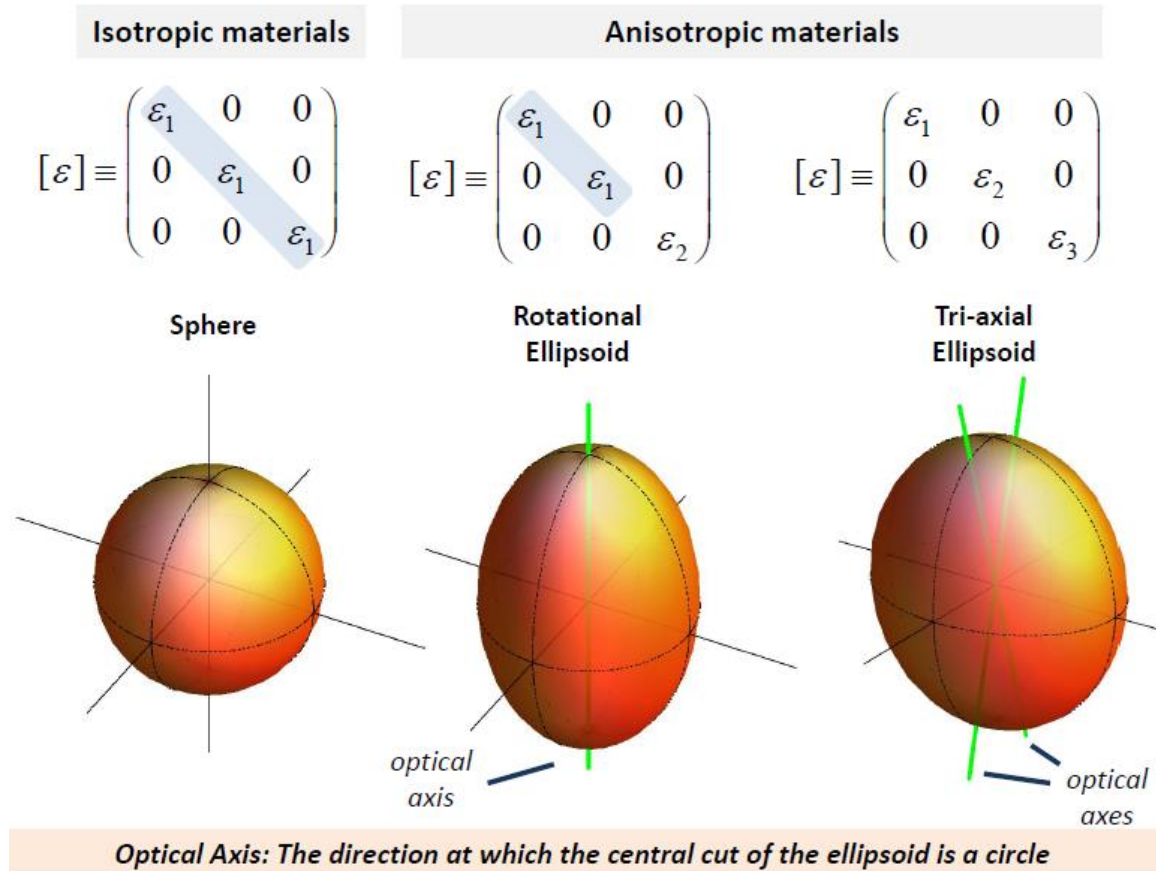 Isotropic materials
Anisotropic materials
[ε] ≡ (ε₁ 0 0
0 ε₁ 0
0 0 ε₁)
[ε] ≡ (ε₁ 0 0
0 ε₁ 0
0 0 ε₂)
[ε] ≡ (ε₁ 0 0
0 ε₂ 0
0 0 ε₃)
Sphere
Rotational
Ellipsoid
Tri-axial
Ellipsoid
optical
axis
optical
axes
Optical Axis: The direction at which the central cut of the ellipsoid is a circle